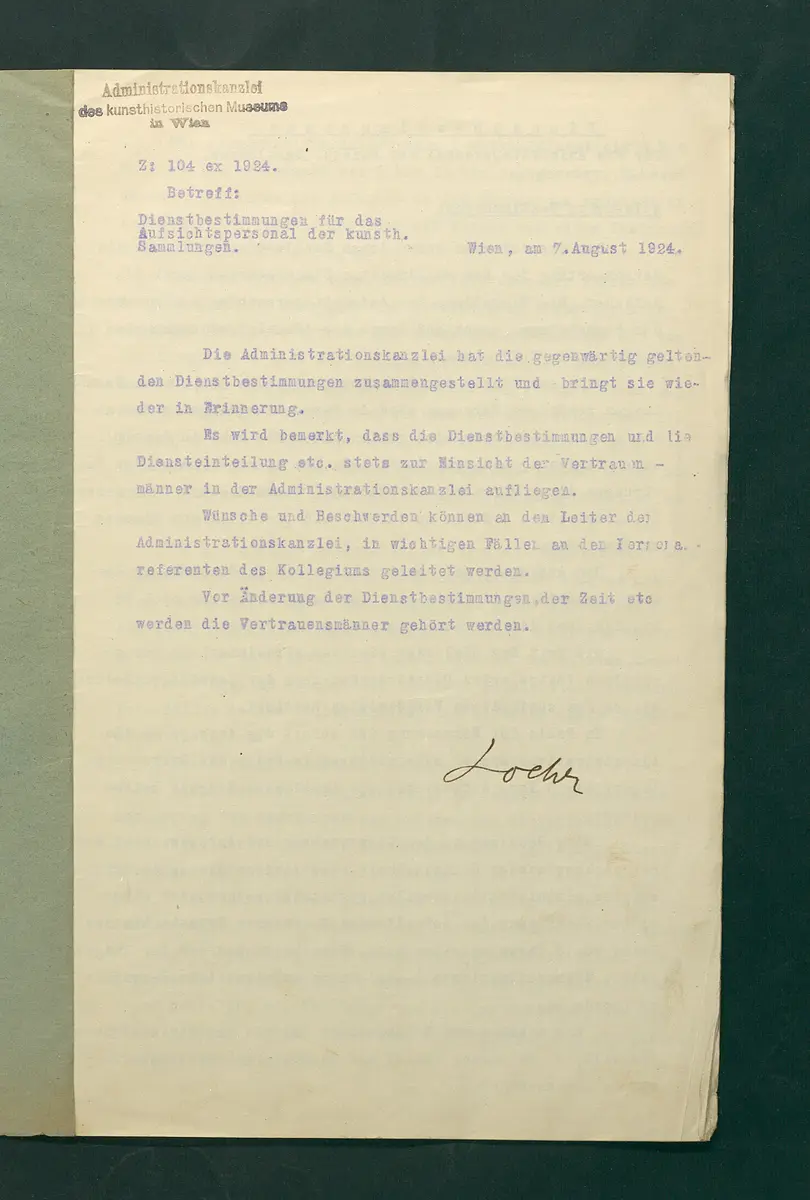 Administrationskanzlei
des kunsthistorischen Museums
in Wien
Z: 104 ex 1924.
Betreff:
Dienstbestimmungen für das
Aufsichtspersonal der kunsth.
Sammlungen.
Wien, am 7.August 1924.
Die Administrationskanzlei hat die gegenwärtig gelten-
den Dienstbestimmungen zusammengestellt und bringt sie wie-
der in Erinnerung.
Es wird bemerkt, dass die Dienstbestimmungen und die
Diensteinteilung etc. stets zur Einsicht der Vertrauen -
männer in der Administrationskanzlei aufliegen.
Wünsche und Beschwerden können an den Leiter der
Administrationskanzlei, in wichtigen Fällen an den Persona -
referenten des Kollegiums geleitet werden.
Vor Änderung der Dienstbestimmungen,der Zeit etc
werden die Vertrauensmänner gehört werden.
Loehr